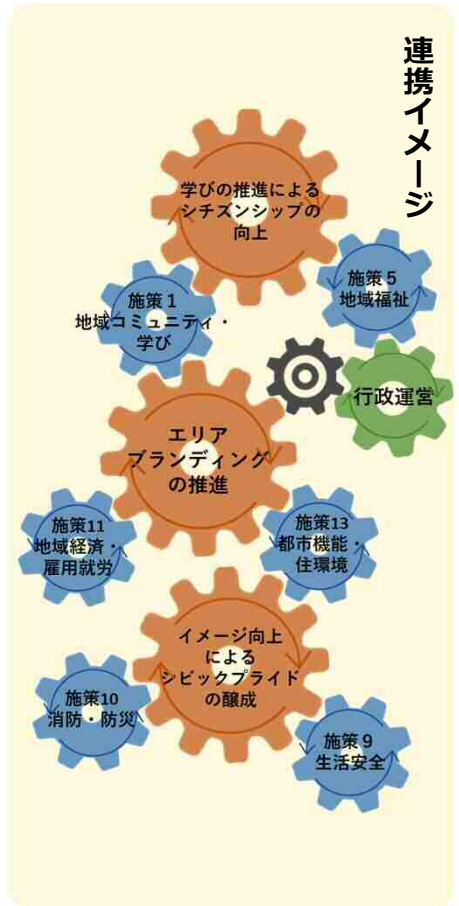 連携イメージ
学びの推進による
シチズンシップの
向上
施策５
地域福祉
施策１
地域コミュニティ・
学び
行政運営
エリア
ブランディング
の推進
施策11
地域経済・
雇用就労
施策13
都市機能・
住環境
イメージ向上
による
シビックプライド
の醸成
施策10
消防・防災
施策９
生活安全